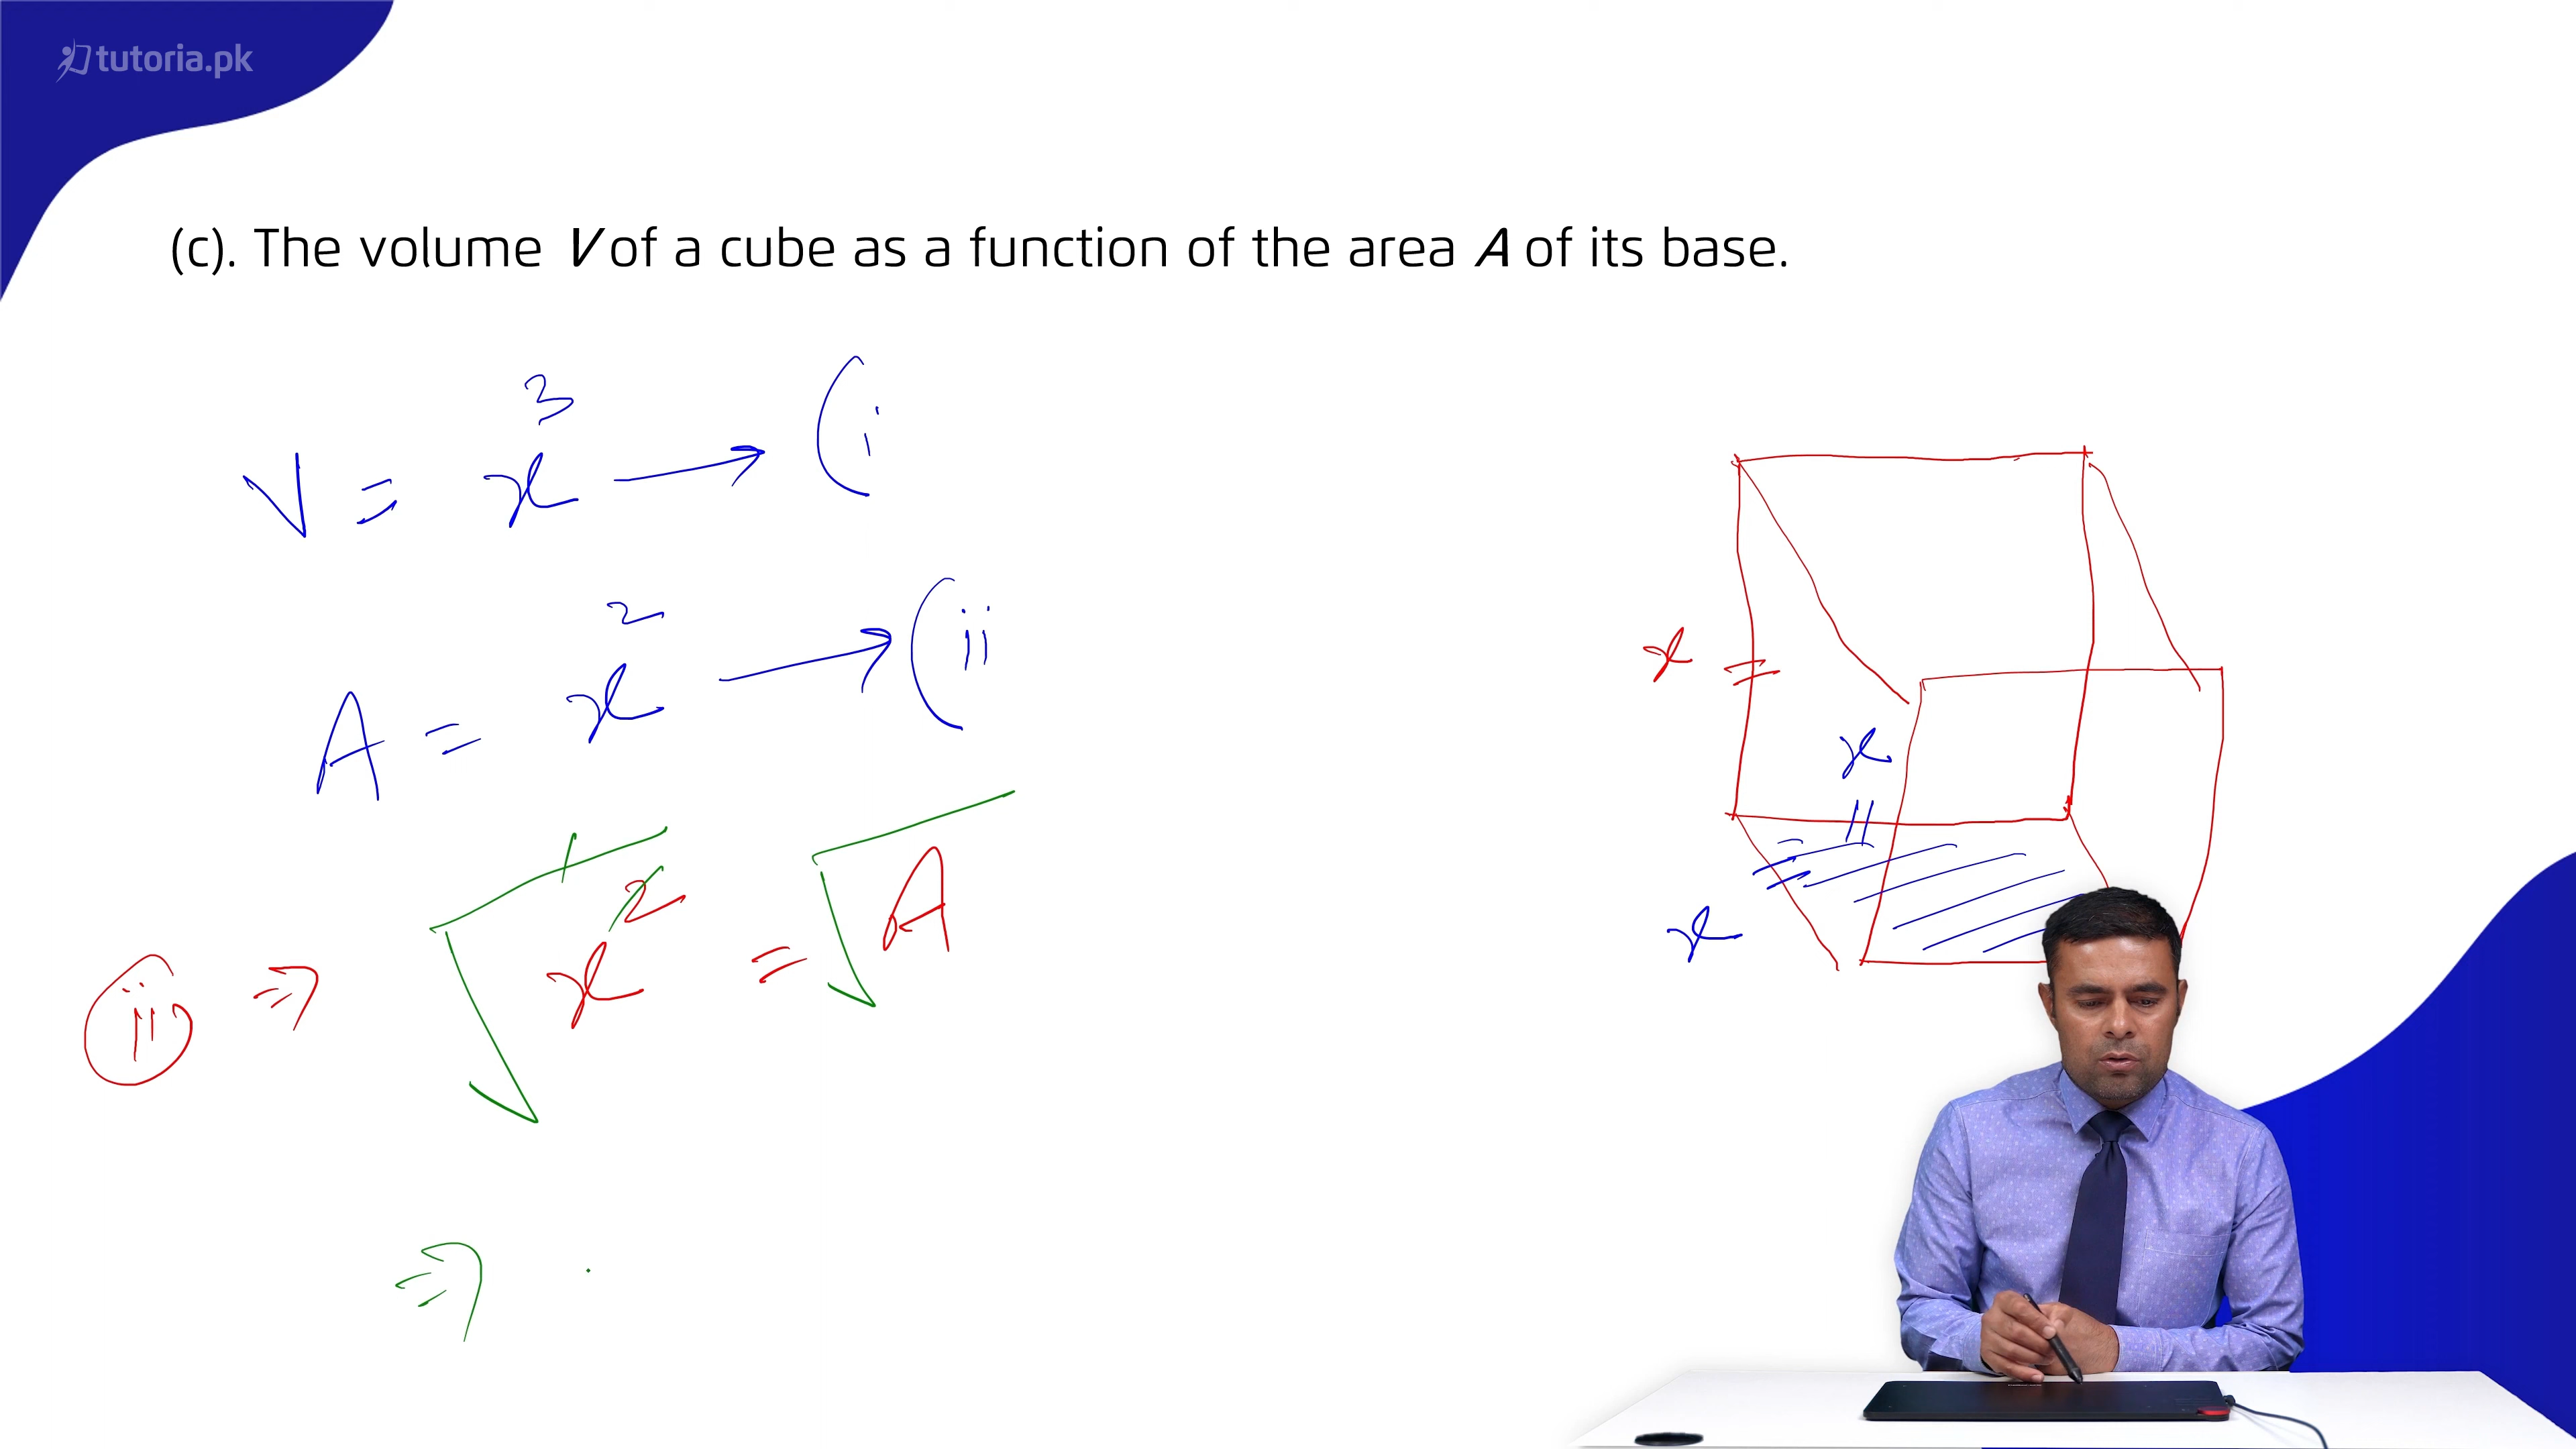 tutoria.pk
(c). The volume V of a cube as a function of the area A of its base.
V = x³ → (i
A = x² → (ii
(ii) ⇒ √x² = √A
⇒
x
x
x